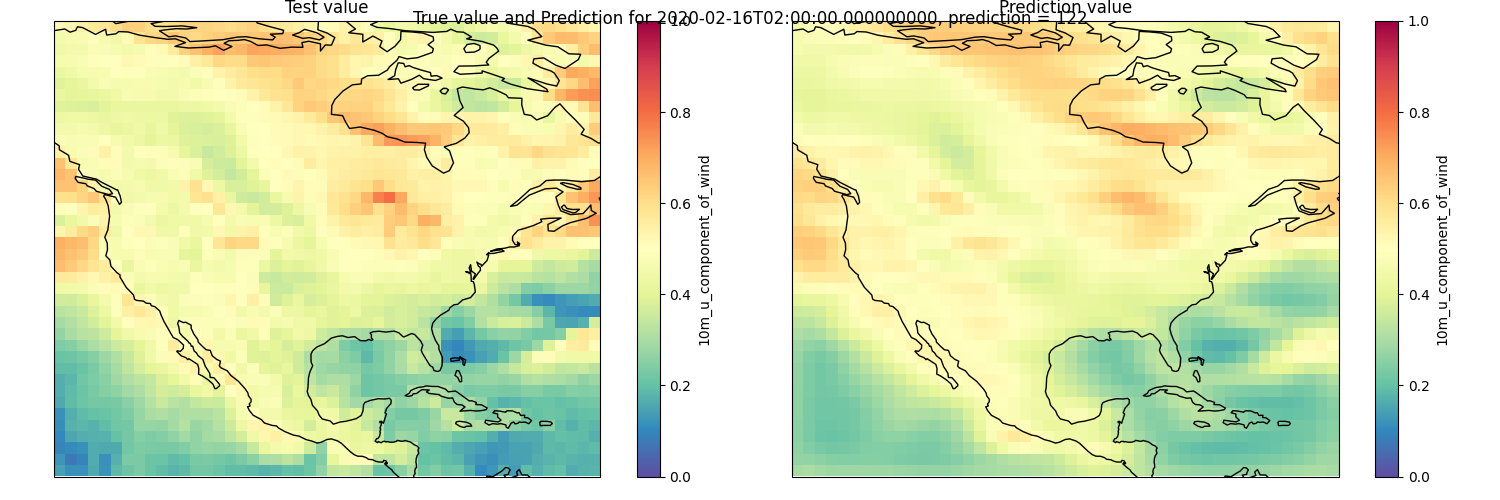 Test value
Prediction value
True value and Prediction for 2020-02-16T02:00:00.000000000, prediction = 122
1.0
0.8
0.6
0.4
0.2
0.0
10m_u_component_of_wind
1.0
0.8
0.6
0.4
0.2
0.0
10m_u_component_of_wind